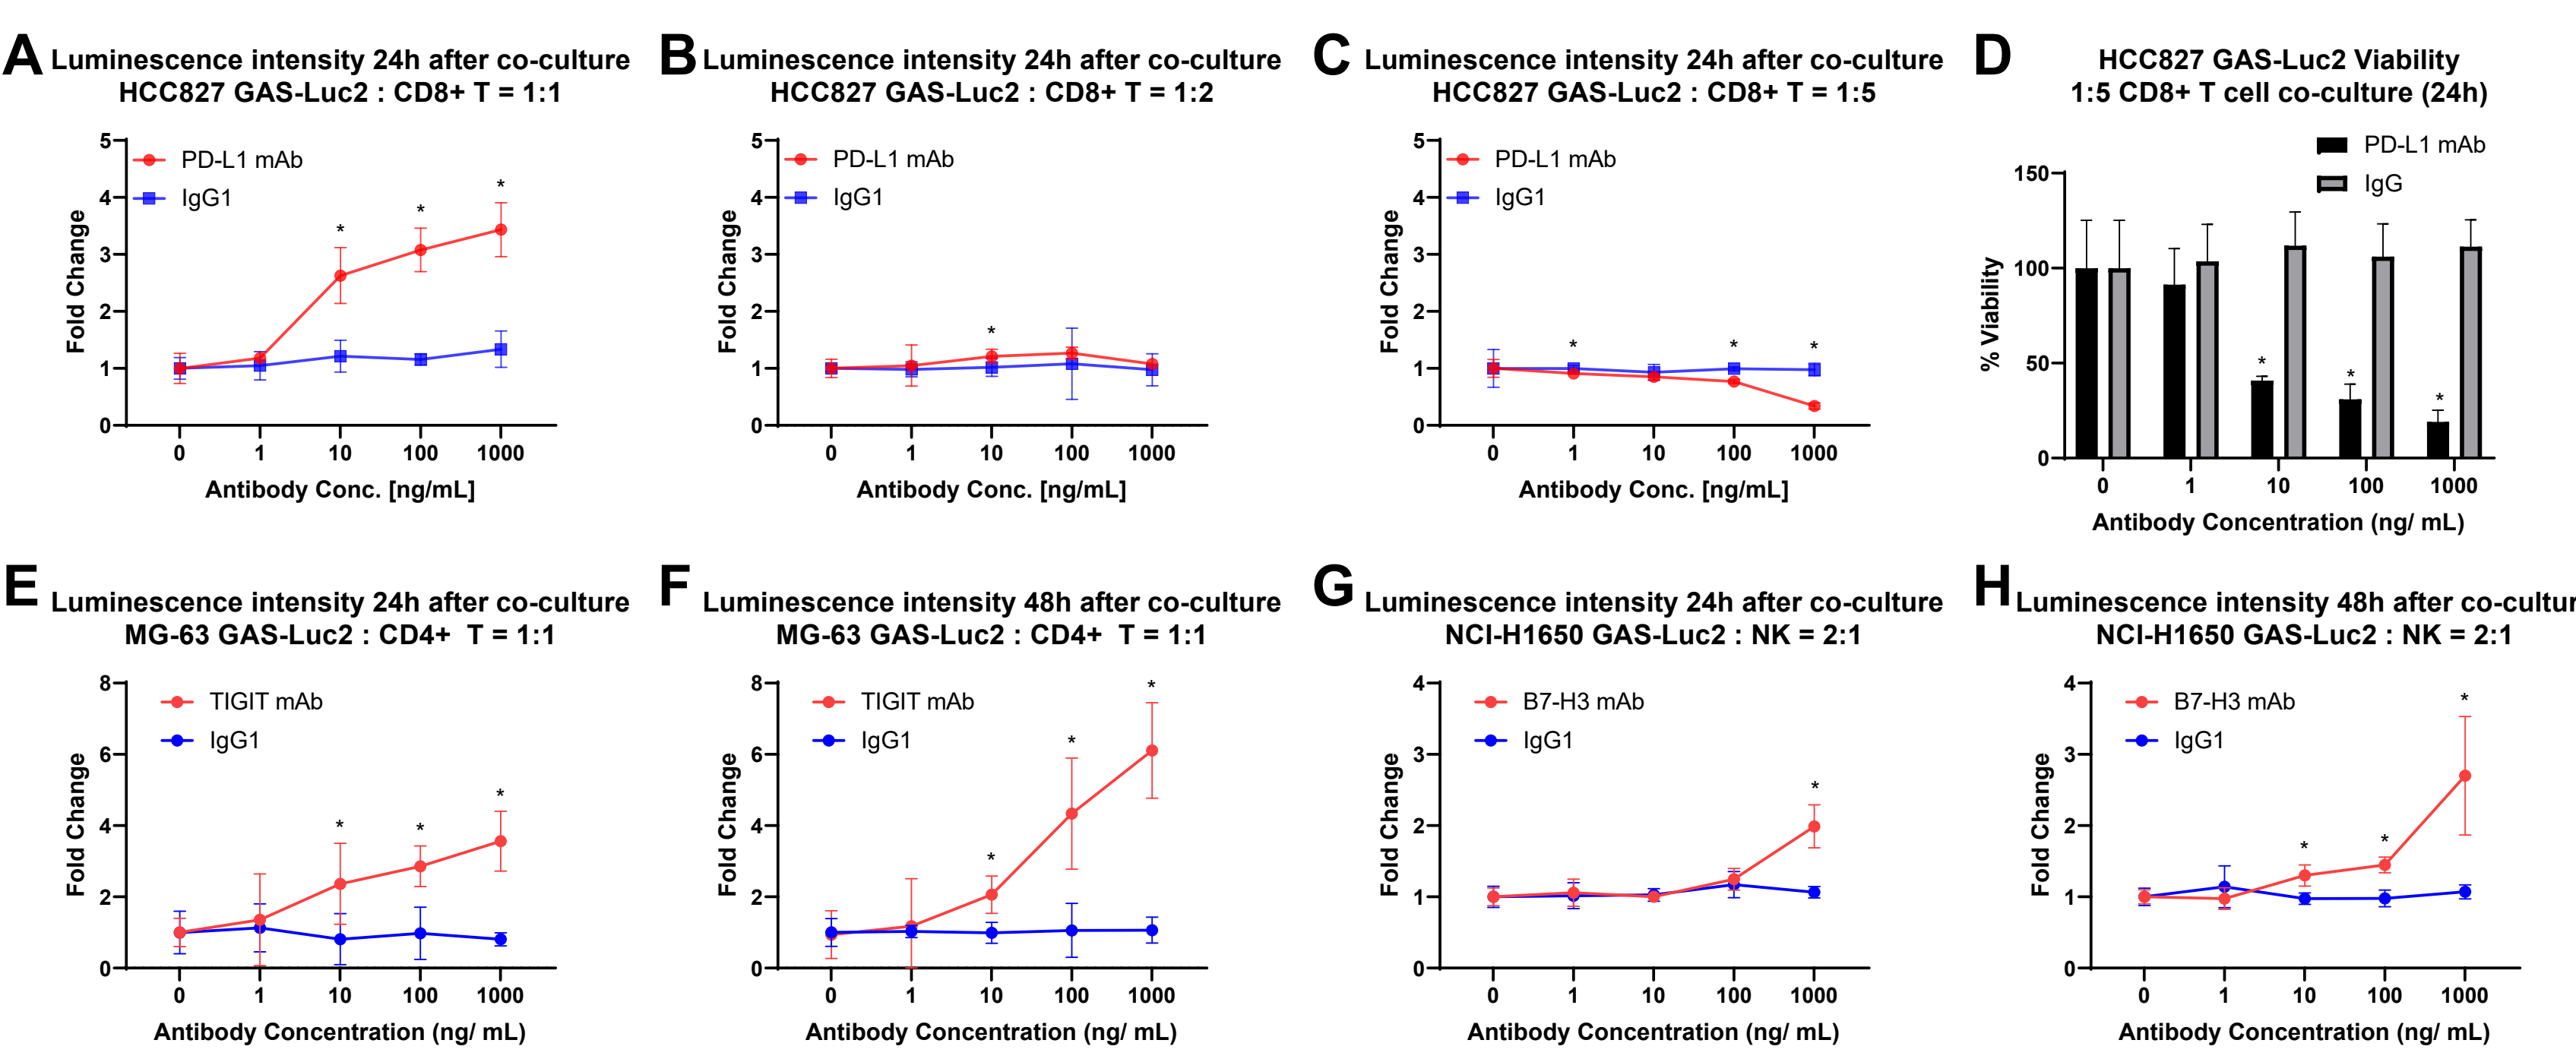 A
Luminescence intensity 24h after co-culture
HCC827 GAS-Luc2 : CD8+ T = 1:1
PD-L1 mAb
IgG1
*
*
*
Fold Change
5
4
3
2
1
0
0 1 10 100 1000
Antibody Conc. [ng/mL]
B
Luminescence intensity 24h after co-culture
HCC827 GAS-Luc2 : CD8+ T = 1:2
PD-L1 mAb
IgG1
*
Fold Change
5
4
3
2
1
0
0 1 10 100 1000
Antibody Conc. [ng/mL]
C
Luminescence intensity 24h after co-culture
HCC827 GAS-Luc2 : CD8+ T = 1:5
PD-L1 mAb
IgG1
* * *
Fold Change
5
4
3
2
1
0
0 1 10 100 1000
Antibody Conc. [ng/mL]
D
HCC827 GAS-Luc2 Viability
1:5 CD8+ T cell co-culture (24h)
PD-L1 mAb
IgG
*
*
*
% Viability
150
100
50
0
0 1 10 100 1000
Antibody Concentration (ng/ mL)
E
Luminescence intensity 24h after co-culture
MG-63 GAS-Luc2 : CD4+ T = 1:1
TIGIT mAb
IgG1
*
*
*
Fold Change
8
6
4
2
0
0 1 10 100 1000
Antibody Concentration (ng/ mL)
F
Luminescence intensity 48h after co-culture
MG-63 GAS-Luc2 : CD4+ T = 1:1
TIGIT mAb
IgG1
*
*
*
Fold Change
8
6
4
2
0
0 1 10 100 1000
Antibody Concentration (ng/ mL)
G
Luminescence intensity 24h after co-culture
NCI-H1650 GAS-Luc2 : NK = 2:1
B7-H3 mAb
IgG1
*
Fold Change
4
3
2
1
0
0 1 10 100 1000
Antibody Concentration (ng/ mL)
H
Luminescence intensity 48h after co-cultur
NCI-H1650 GAS-Luc2 : NK = 2:1
B7-H3 mAb
IgG1
*
*
*
Fold Change
4
3
2
1
0
0 1 10 100 1000
Antibody Concentration (ng/ mL)